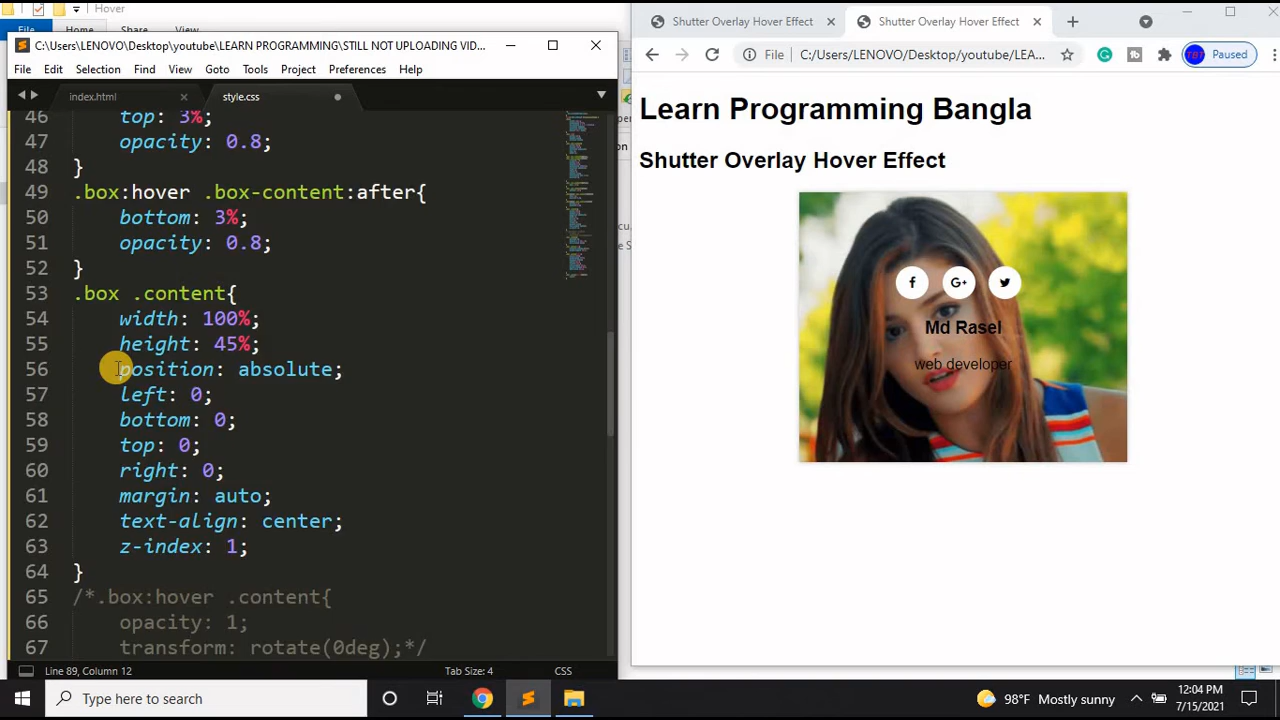 Hover
File
Home
C:\Users\LENOVO\Desktop\youtube\LEARN PROGRAMMING\STILL NOT UPLOADING VID...
File Edit Selection Find View Goto Tools Project Preferences Help
index.html
style.css
46 top: 3%;
47 opacity: 0.8;
48 }
49 .box:hover .box-content:after{
50 bottom: 3%;
51 opacity: 0.8;
52 }
53 .box .content{
54 width: 100%;
55 height: 45%;
56 position: absolute;
57 left: 0;
58 bottom: 0;
59 top: 0;
60 right: 0;
61 margin: auto;
62 text-align: center;
63 z-index: 1;
64 }
65 /*.box:hover .content{
66 opacity: 1;
67 transform: rotate(0deg);*/
Line 89, Column 12
Tab Size: 4
CSS
Shutter Overlay Hover Effect
Shutter Overlay Hover Effect
File
C:/Users/LENOVO/Desktop/youtube/LEA...
Paused
Learn Programming Bangla
Shutter Overlay Hover Effect
f G+
Md Rasel
web developer
Type here to search
98°F Mostly sunny
12:04 PM
7/15/2021